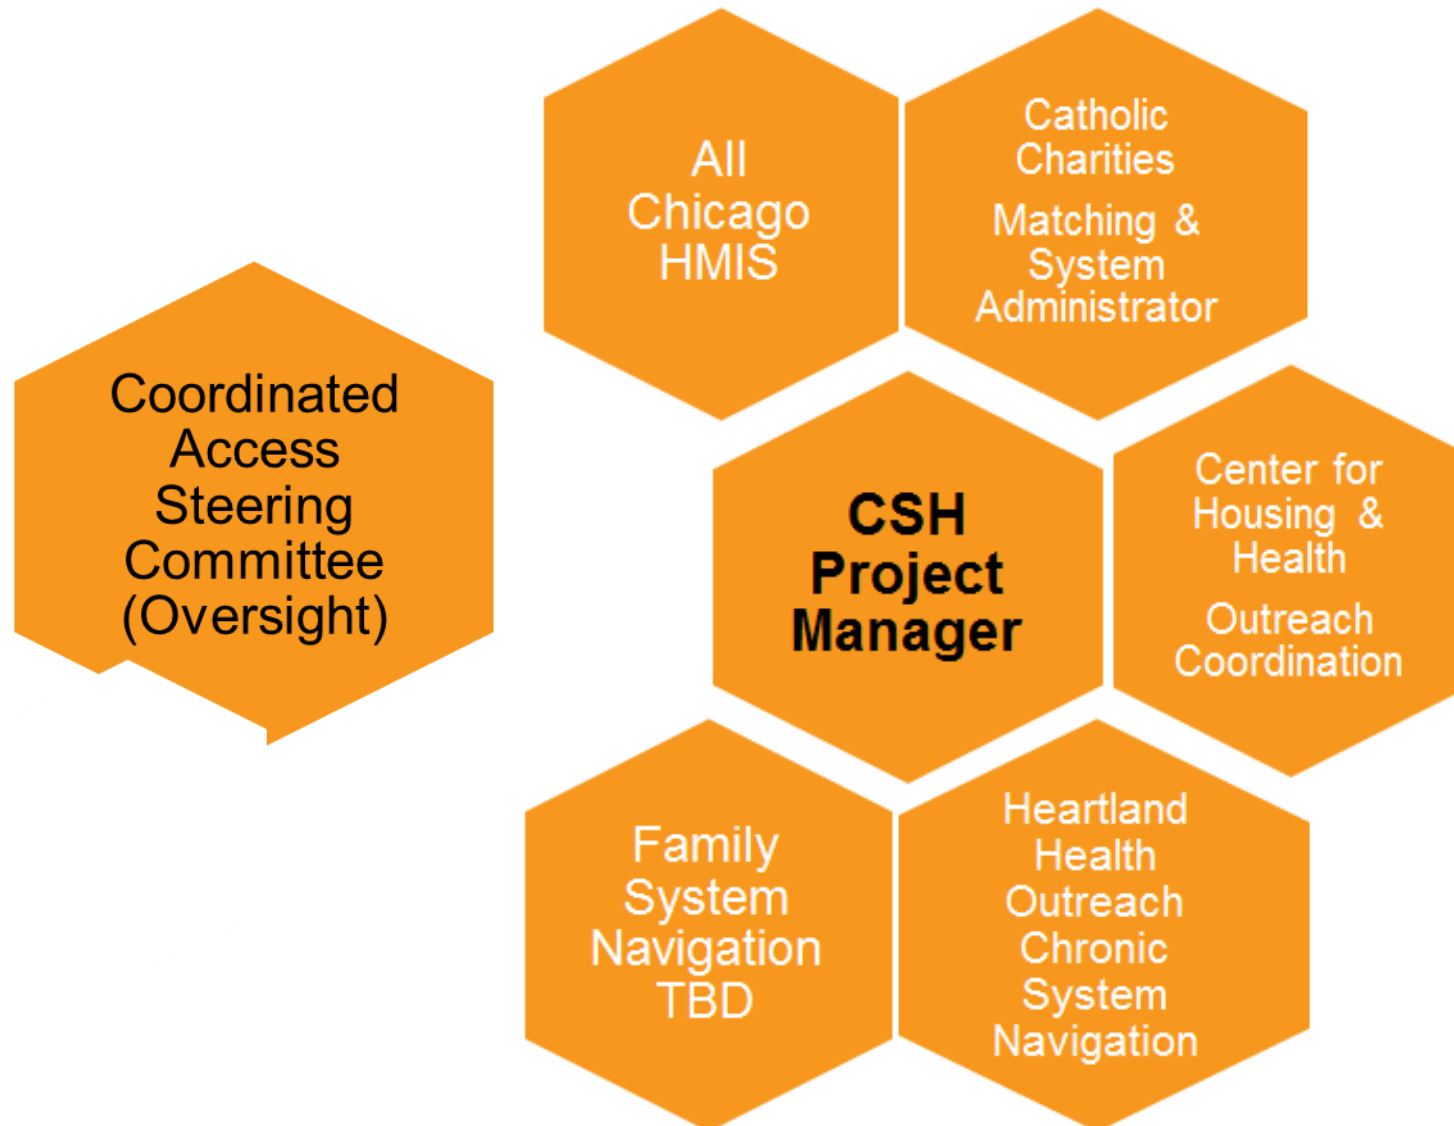 Coordinated
Access
Steering
Committee
(Oversight)
All
Chicago
HMIS
Catholic
Charities
Matching &
System
Administrator
CSH
Project
Manager
Center for
Housing &
Health
Outreach
Coordination
Family
System
Navigation
TBD
Heartland
Health
Outreach
Chronic
System
Navigation